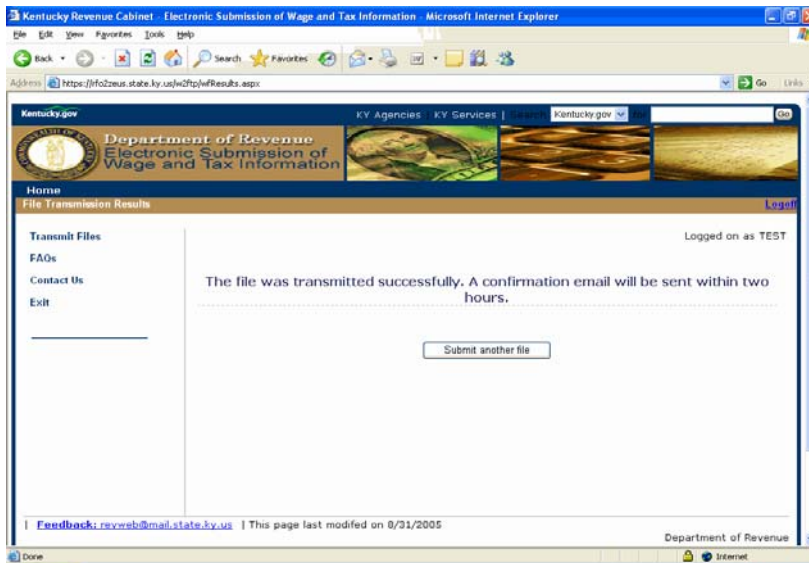 Kentucky Revenue Cabinet - Electronic Submission of Wage and Tax Information - Microsoft Internet Explorer
File Edit View Favorites Tools Help
Back Search Favorites
Address https://rfo2zeus.state.ky.us/w2ftp/wfResults.aspx Go Links
Kentucky.gov KY Agencies | KY Services | Search Kentucky.gov for Go
Department of Revenue
Electronic Submission of
Wage and Tax Information
Home
File Transmission Results Logoff
Transmit Files Logged on as TEST
FAQs
Contact Us
Exit
The file was transmitted successfully. A confirmation email will be sent within two
hours.
Submit another file
| Feedback: revweb@mail.state.ky.us | This page last modifed on 8/31/2005
Department of Revenue
Done Internet